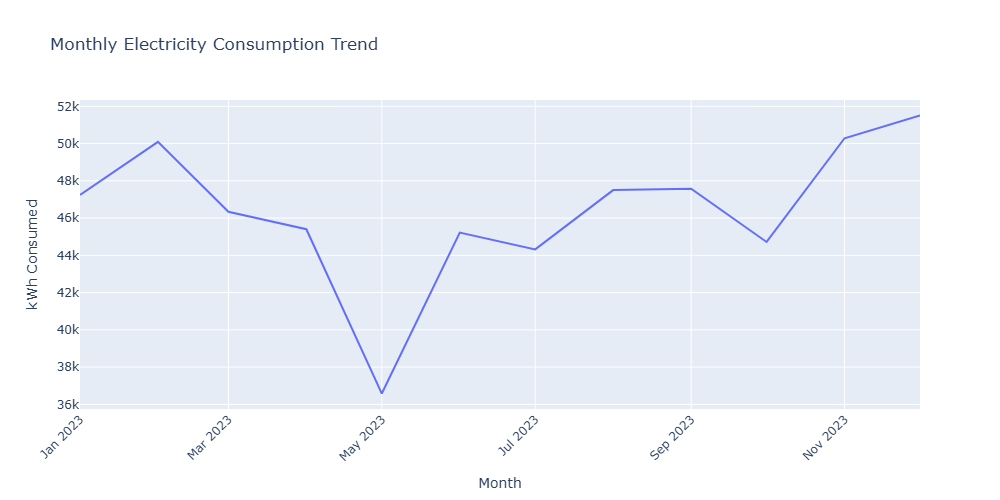 Monthly Electricity Consumption Trend
52k
50k
48k
46k
44k
42k
40k
38k
36k
kWh Consumed
Jan 2023
Mar 2023
May 2023
Jul 2023
Sep 2023
Nov 2023
Month